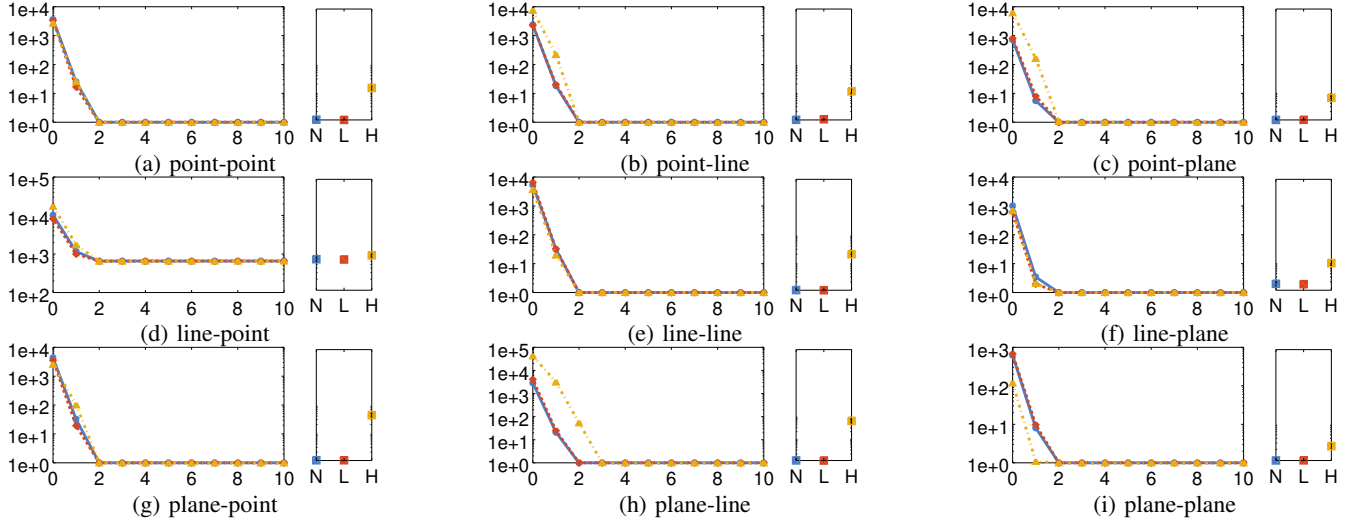 1e+4
1e+3
1e+2
1e+1
1e+0
0 2 4 6 8 10
N L H
(a) point-point
1e+4
1e+3
1e+2
1e+1
1e+0
0 2 4 6 8 10
N L H
(b) point-line
1e+4
1e+3
1e+2
1e+1
1e+0
0 2 4 6 8 10
N L H
(c) point-plane
1e+5
1e+4
1e+3
1e+2
0 2 4 6 8 10
N L H
(d) line-point
1e+4
1e+3
1e+2
1e+1
1e+0
0 2 4 6 8 10
N L H
(e) line-line
1e+4
1e+3
1e+2
1e+1
1e+0
0 2 4 6 8 10
N L H
(f) line-plane
1e+4
1e+3
1e+2
1e+1
1e+0
0 2 4 6 8 10
N L H
(g) plane-point
1e+5
1e+4
1e+3
1e+2
1e+1
1e+0
0 2 4 6 8 10
N L H
(h) plane-line
1e+3
1e+2
1e+1
1e+0
0 2 4 6 8 10
N L H
(i) plane-plane